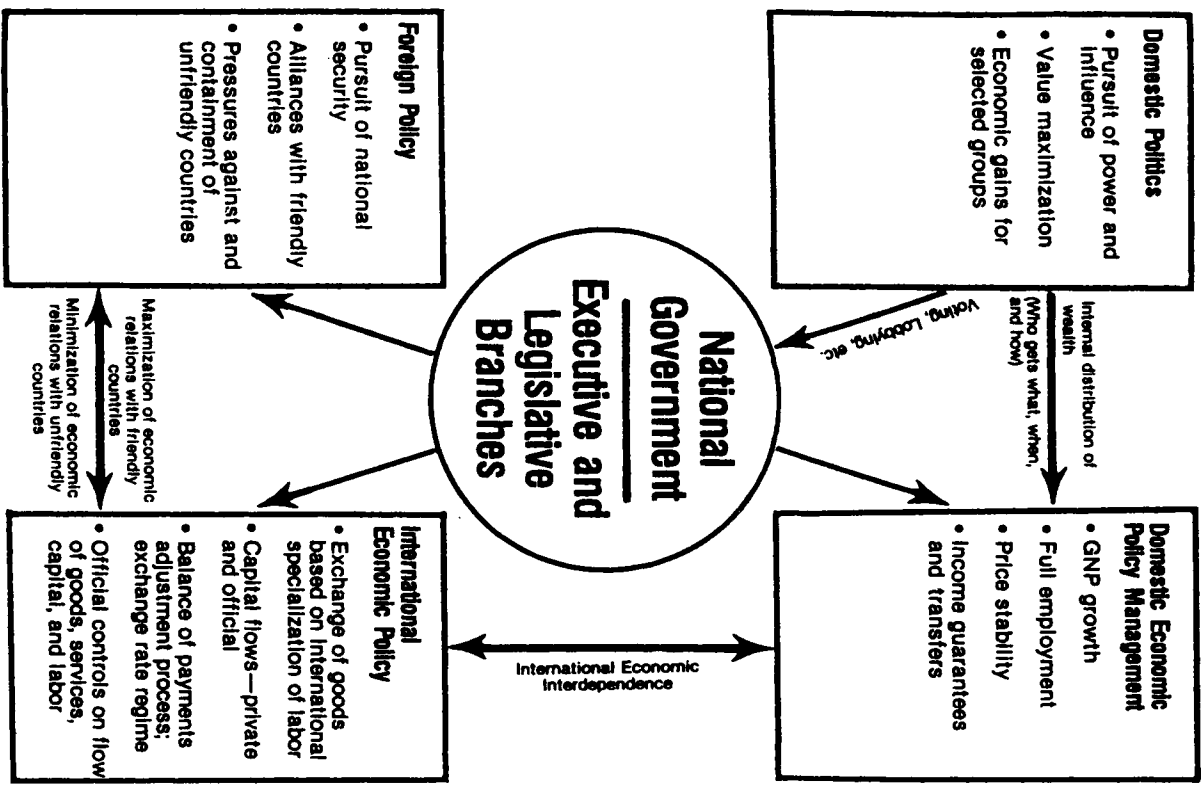 Domestic Politics
• Pursuit of power and
influence
• Value maximization
• Economic gains for
selected groups
Internal distribution of
wealth
(Who gets what, when,
and how)
Voting, Lobbying, etc.
Domestic Economic
Policy Management
• GNP growth
• Full employment
• Price stability
• Income guarantees
and transfers
National
Government
Executive and
Legislative
Branches
International Economic
Interdependence
Foreign Policy
• Pursuit of national
security
• Alliances with friendly
countries
• Pressures against and
containment of
unfriendly countries
Maximization of economic
relations with friendly
countries
Minimization of economic
relations with unfriendly
countries
International
Economic Policy
• Exchange of goods
based on international
specialization of labor
• Capital flows—private
and official
• Balance of payments
adjustment process;
exchange rate regime
• Official controls on flow
of goods, services,
capital, and labor